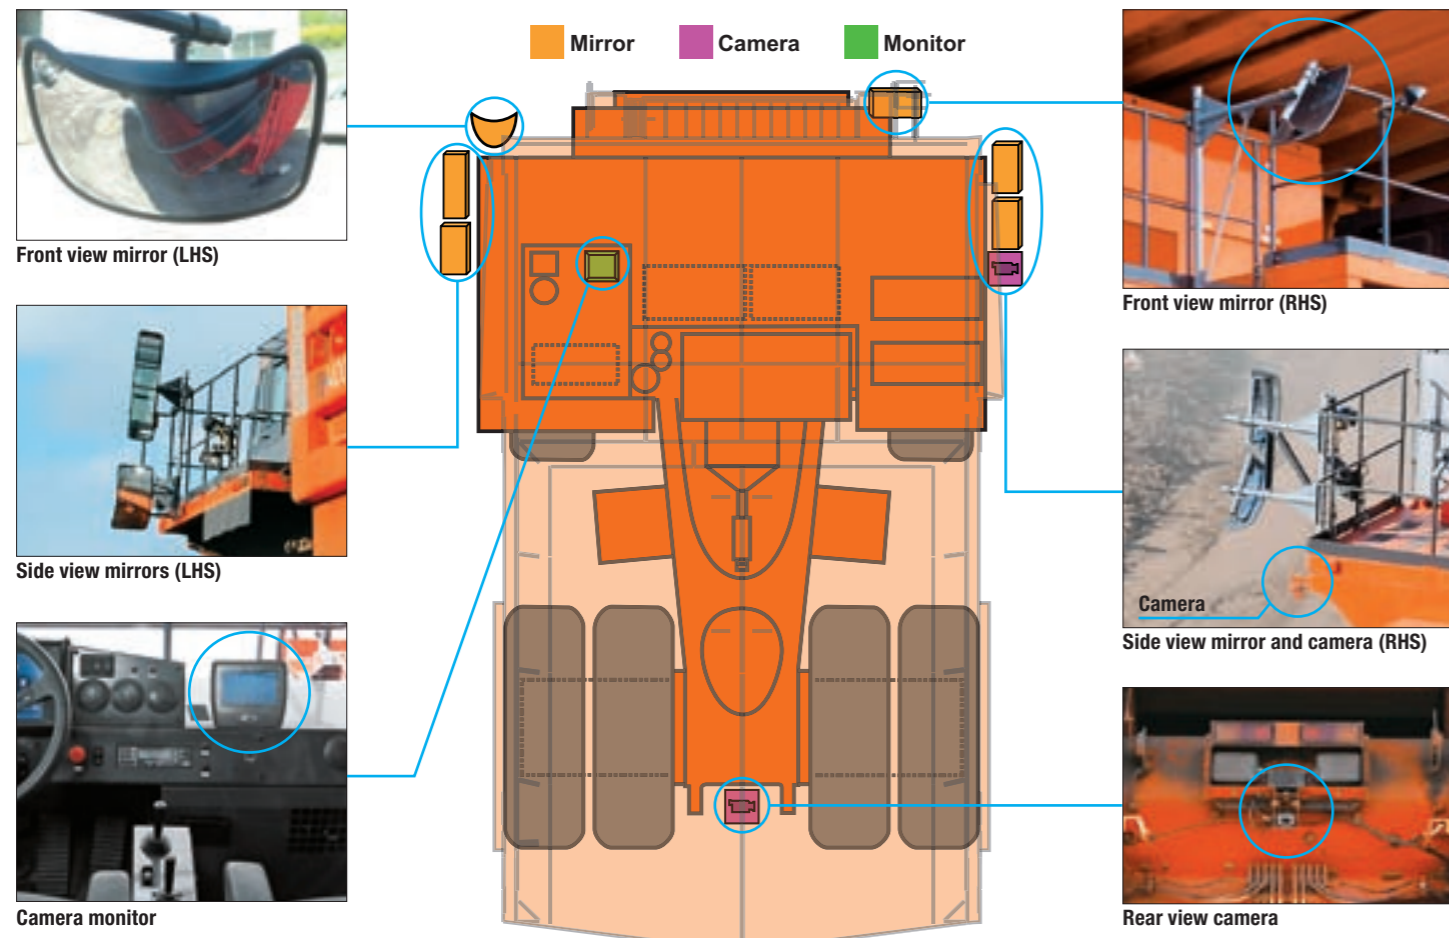 Mirror
Camera
Monitor
Front view mirror (LHS)
Side view mirrors (LHS)
Camera monitor
Front view mirror (RHS)
Camera
Side view mirror and camera (RHS)
Rear view camera